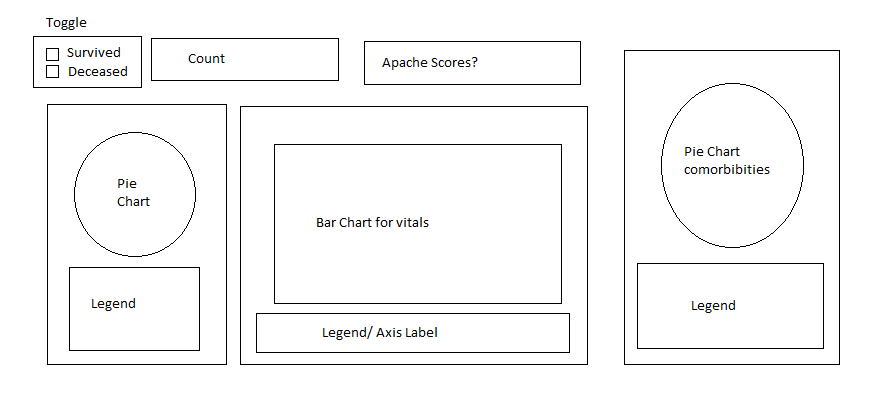 Toggle
Survived
Deceased
Count
Apache Scores?
Pie
Chart
Legend
Bar Chart for vitals
Legend/ Axis Label
Pie Chart
comorbibities
Legend